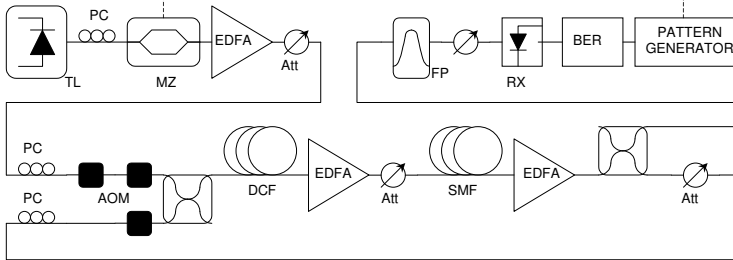 PC
EDFA
TL
MZ
Att
FP
RX
BER
PATTERN
GENERATOR
PC
AOM
DCF
EDFA
Att
SMF
EDFA
Att
PC